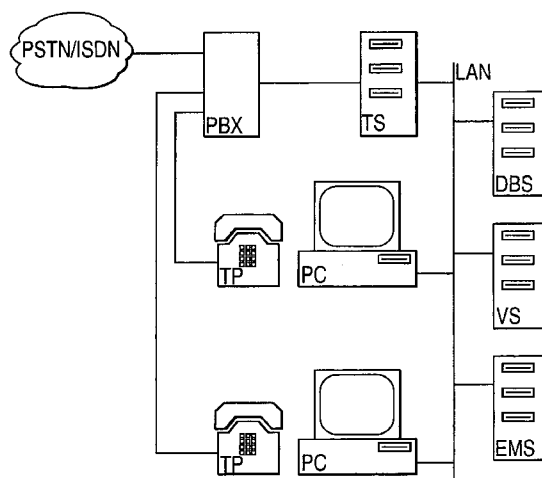 PSTN/ISDN
PBX
TS
LAN
DBS
TP
PC
VS
TP
PC
EMS